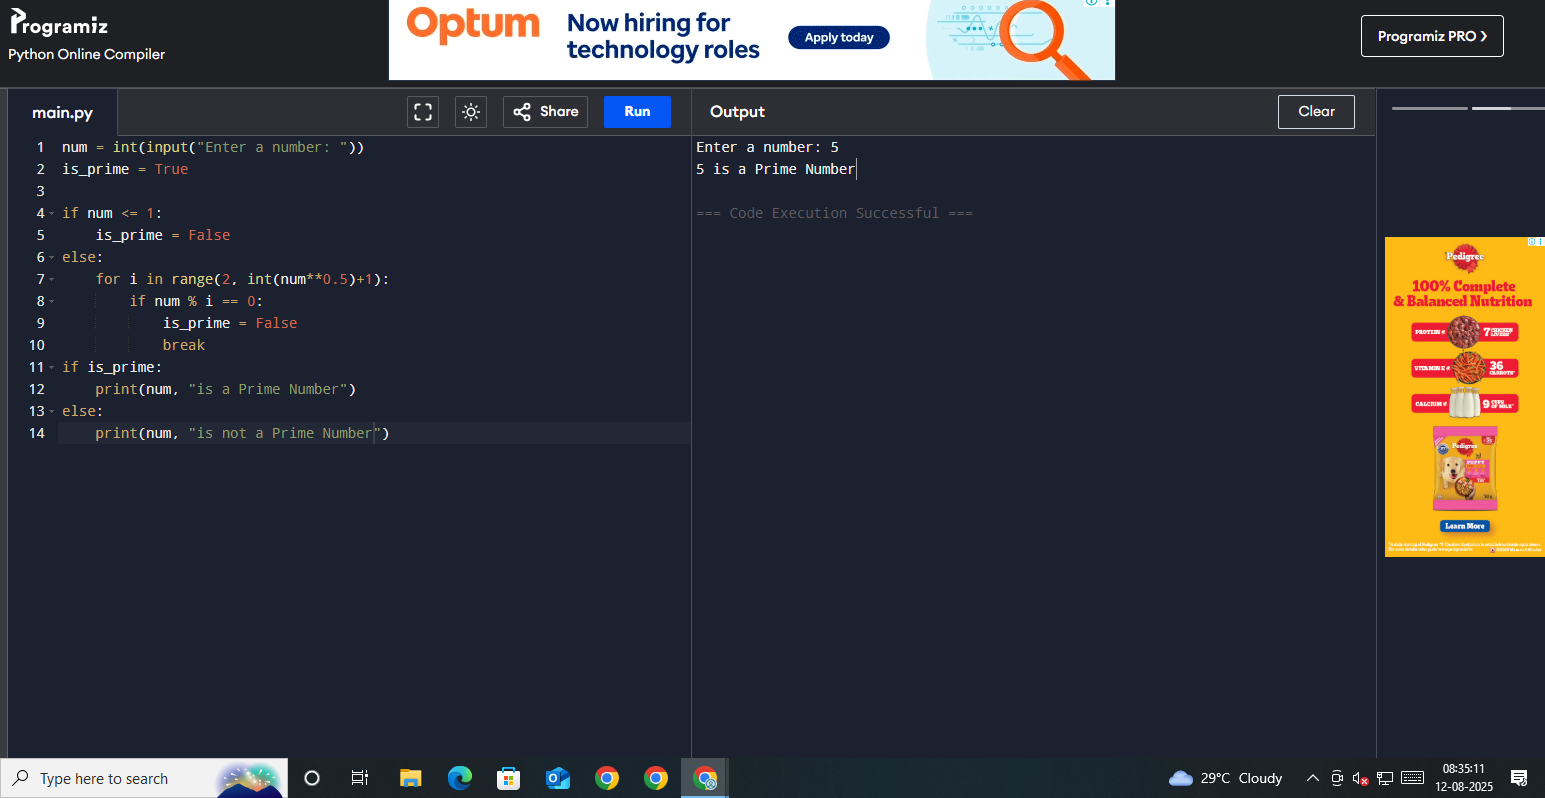 Programiz
Python Online Compiler
Optum
Now hiring for
technology roles
Apply today
Programiz PRO ❯
main.py
Share
Run
Output
Clear
1 num = int(input("Enter a number: "))
2 is_prime = True
3
4 if num <= 1:
5     is_prime = False
6 else:
7     for i in range(2, int(num**0.5)+1):
8         if num % i == 0:
9             is_prime = False
10             break
11 if is_prime:
12     print(num, "is a Prime Number")
13 else:
14     print(num, "is not a Prime Number")
Enter a number: 5
5 is a Prime Number
=== Code Execution Successful ===
Pedigree
100% Complete
& Balanced Nutrition
PROTEIN
7 CHICKEN LIVERS
VITAMIN E
36 CARROTS
CALCIUM
9 CUPS OF MILK
Pedigree
PUPPY
Learn More
Type here to search
29°C Cloudy
08:35:11
12-08-2025